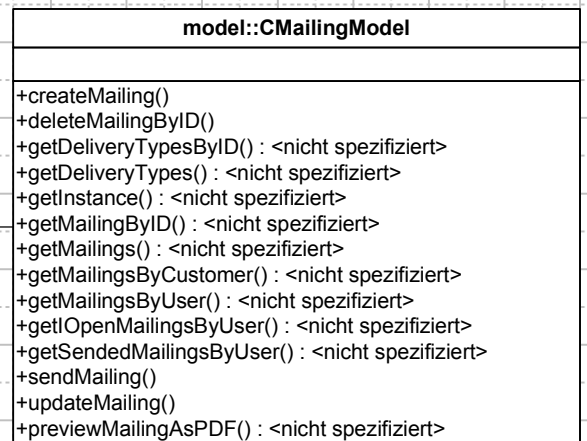 model::CMailingModel
+createMailing()
+deleteMailingByID()
+getDeliveryTypesByID() : <nicht spezifiziert>
+getDeliveryTypes() : <nicht spezifiziert>
+getInstance() : <nicht spezifiziert>
+getMailingByID() : <nicht spezifiziert>
+getMailings() : <nicht spezifiziert>
+getMailingsByCustomer() : <nicht spezifiziert>
+getMailingsByUser() : <nicht spezifiziert>
+getIOpenMailingsByUser() : <nicht spezifiziert>
+getSendedMailingsByUser() : <nicht spezifiziert>
+sendMailing()
+updateMailing()
+previewMailingAsPDF() : <nicht spezifiziert>